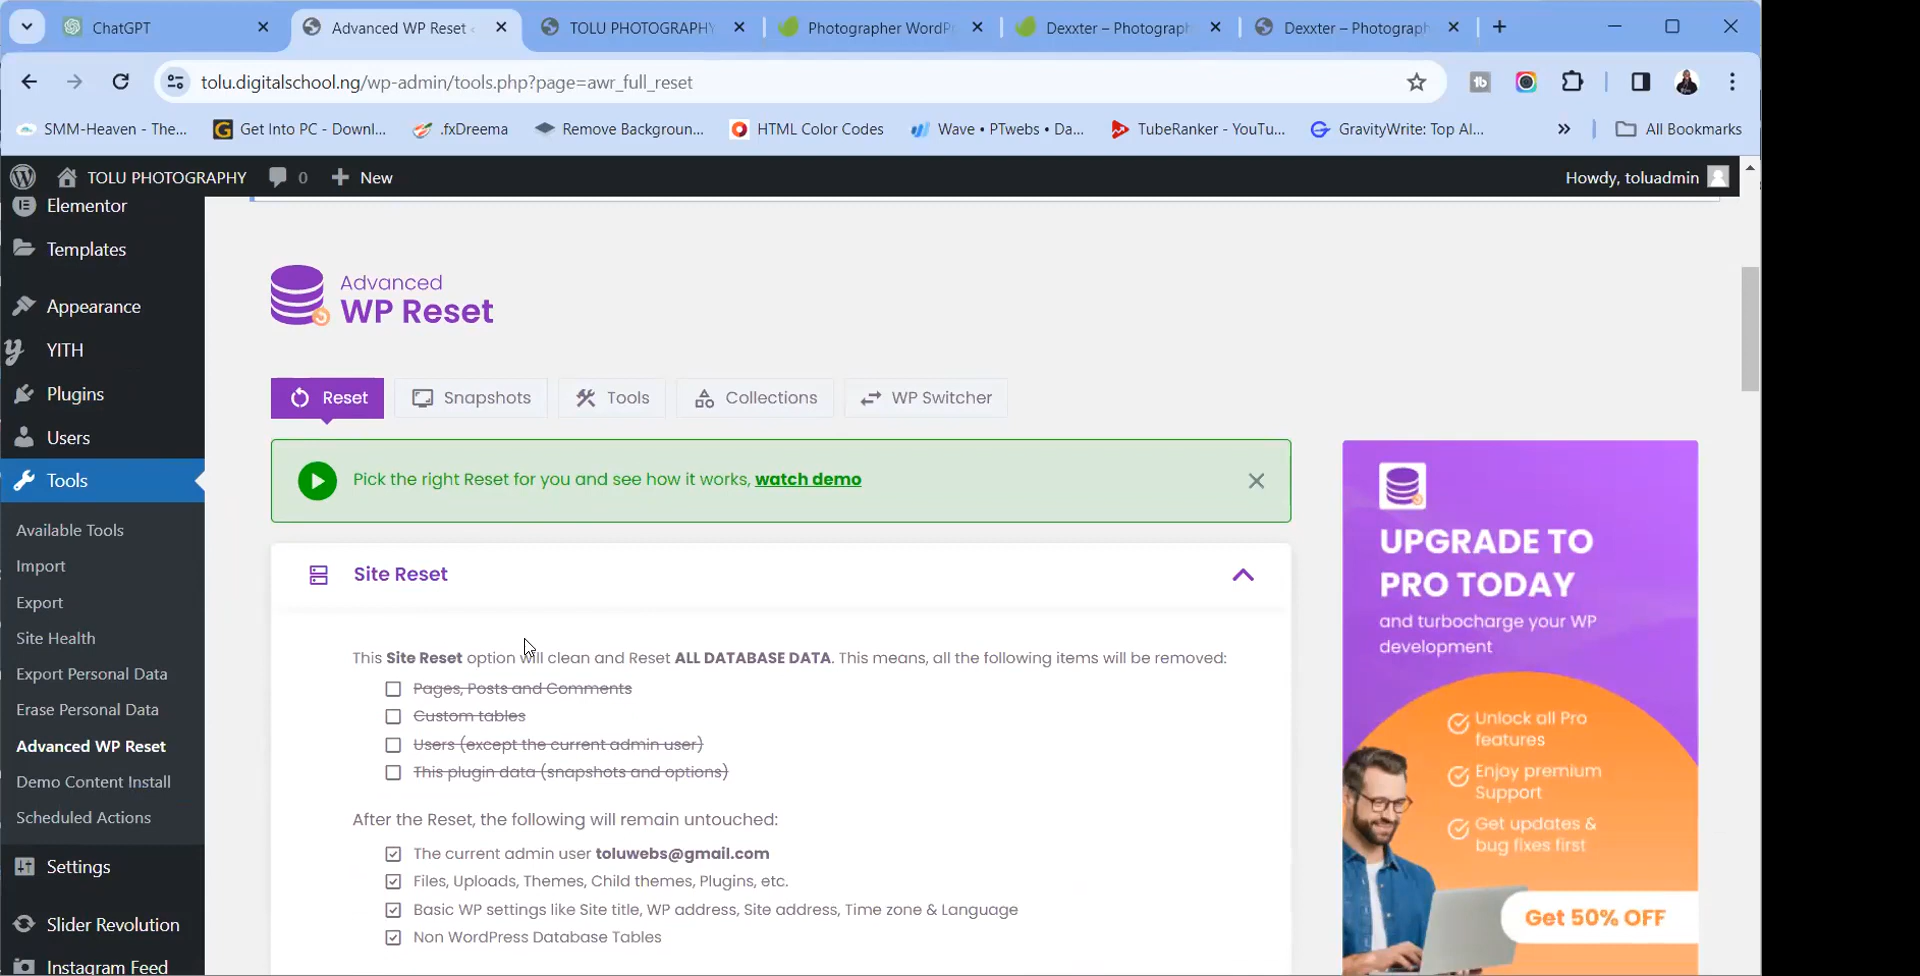 ChatGPT
Advanced WP Reset
TOLU PHOTOGRAPHY
Photographer WordPr
Dexxter – Photograph
Dexxter – Photograph
tolu.digitalschool.ng/wp-admin/tools.php?page=awr_full_reset
SMM-Heaven - The...
Get Into PC - Downl...
.fxDreema
Remove Backgroun...
HTML Color Codes
Wave • PTwebs • Da...
TubeRanker - YouTu...
GravityWrite: Top AI...
All Bookmarks
TOLU PHOTOGRAPHY
0
New
Howdy, toluadmin
Elementor
Templates
Appearance
YITH
Plugins
Users
Tools
Available Tools
Import
Export
Site Health
Export Personal Data
Erase Personal Data
Advanced WP Reset
Demo Content Install
Scheduled Actions
Settings
Slider Revolution
Instagram Feed
Advanced
WP Reset
Reset
Snapshots
Tools
Collections
WP Switcher
Pick the right Reset for you and see how it works, watch demo
Site Reset
This Site Reset option will clean and Reset ALL DATABASE DATA. This means, all the following items will be removed:
Pages, Posts and Comments
Custom tables
Users (except the current admin user)
This plugin data (snapshots and options)
After the Reset, the following will remain untouched:
The current admin user toluwebs@gmail.com
Files, Uploads, Themes, Child themes, Plugins, etc.
Basic WP settings like Site title, WP address, Site address, Time zone & Language
Non WordPress Database Tables
UPGRADE TO
PRO TODAY
and turbocharge your WP
development
Unlock all Pro
features
Enjoy premium
Support
Get updates &
bug fixes first
Get 50% OFF